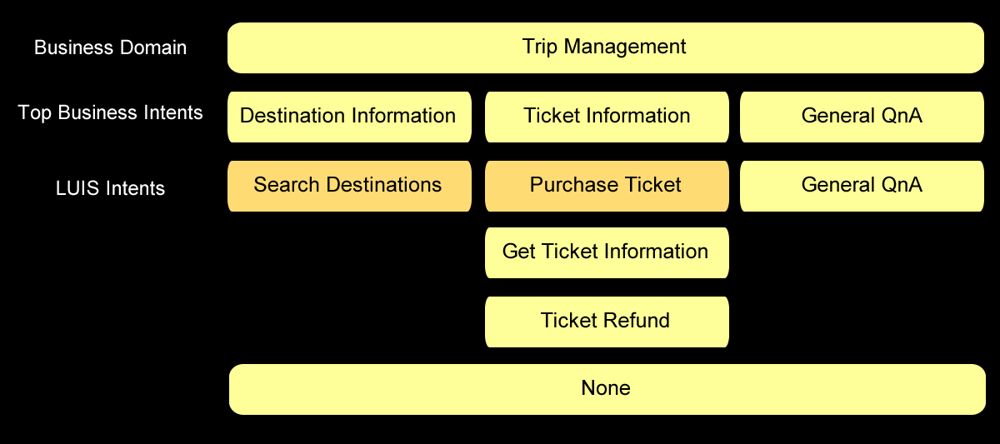 Business Domain
Trip Management
Top Business Intents
Destination Information
Ticket Information
General QnA
LUIS Intents
Search Destinations
Purchase Ticket
General QnA
Get Ticket Information
Ticket Refund
None